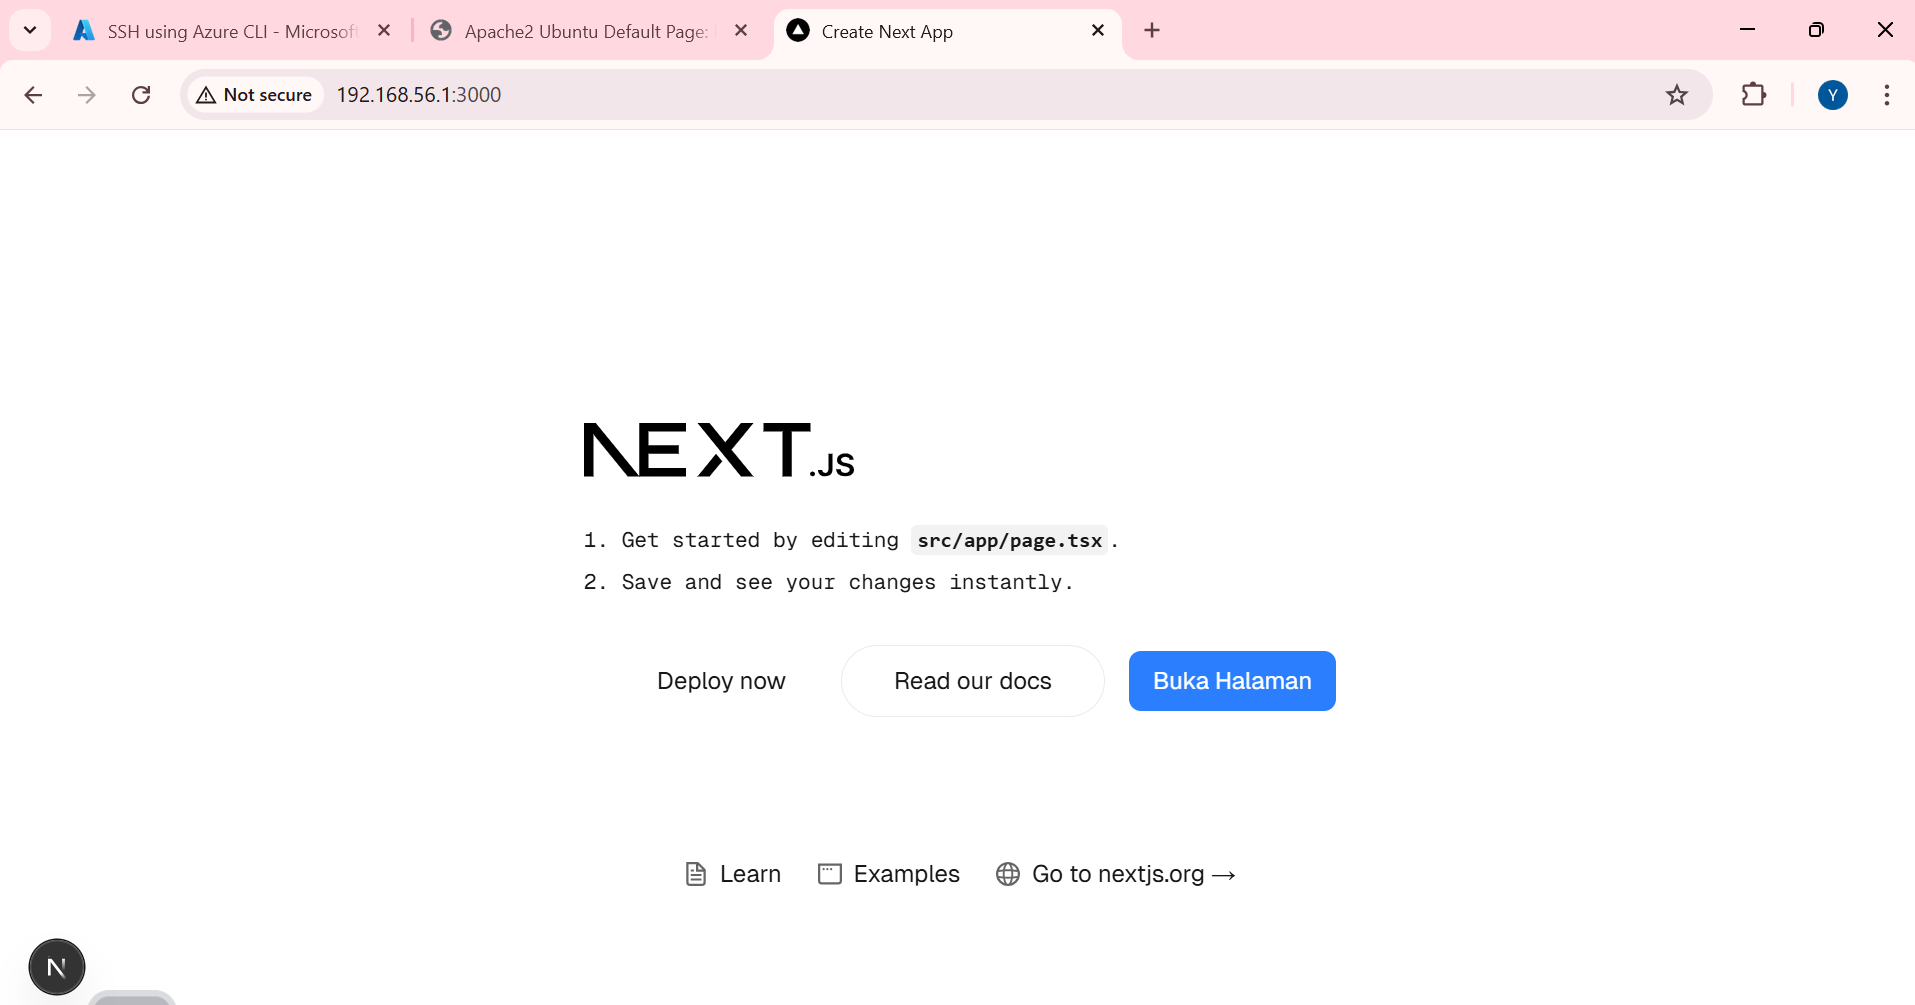 SSH using Azure CLI - Microsoft
Apache2 Ubuntu Default Page:
Create Next App
Not secure
192.168.56.1:3000
Y
NEXT.JS
1. Get started by editing src/app/page.tsx.
2. Save and see your changes instantly.
Deploy now
Read our docs
Buka Halaman
Learn
Examples
Go to nextjs.org →
N